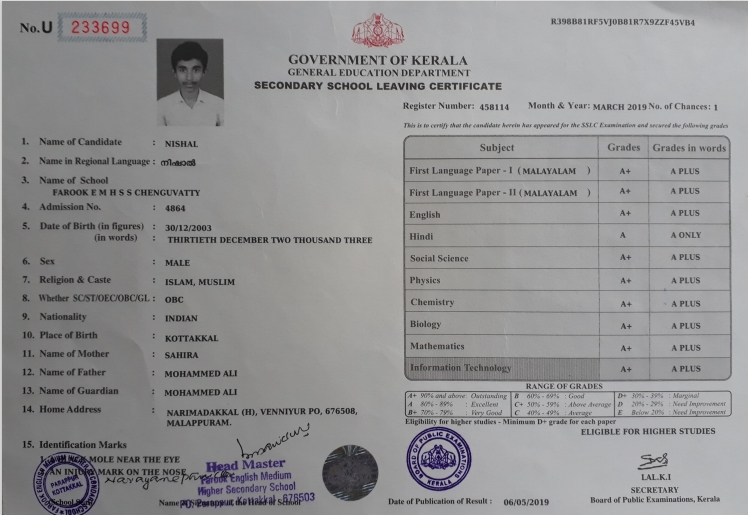 No. U 233699
R398B81RF5VJ0B81R7X9ZZF45VB4
GOVERNMENT OF KERALA
GENERAL EDUCATION DEPARTMENT
SECONDARY SCHOOL LEAVING CERTIFICATE
Register Number: 458114 Month & Year: MARCH 2019 No. of Chances: 1
This is to certify that the candidate herein has appeared for the SSLC Examination and secured the following grades
1. Name of Candidate : NISHAL
2. Name in Regional Language : നിഷാൽ
3. Name of School
FAROOK E M H S S CHENGUVATTY
4. Admission No. : 4864
5. Date of Birth (in figures) : 30/12/2003
(in words) : THIRTIETH DECEMBER TWO THOUSAND THREE
6. Sex : MALE
7. Religion & Caste : ISLAM, MUSLIM
8. Whether SC/ST/OEC/OBC/GL : OBC
9. Nationality : INDIAN
10. Place of Birth : KOTTAKKAL
11. Name of Mother : SAHIRA
12. Name of Father : MOHAMMED ALI
13. Name of Guardian : MOHAMMED ALI
14. Home Address : NARIMADAKKAL (H), VENNIYUR PO, 676508,
MALAPPURAM.
15. Identification Marks
MOLE NEAR THE EYE
AN INJURY MARK ON THE NOSE
Head Master
Farook English Medium
Higher Secondary School
PO. Parappur, Kottakkal - 676503
PARAPPUR
KOTTAKKAL
Subject Grades Grades in words
First Language Paper - I ( MALAYALAM ) A+ A PLUS
First Language Paper - II ( MALAYALAM ) A+ A PLUS
English A+ A PLUS
Hindi A A ONLY
Social Science A+ A PLUS
Physics A+ A PLUS
Chemistry A+ A PLUS
Biology A+ A PLUS
Mathematics A+ A PLUS
Information Technology A+ A PLUS
RANGE OF GRADES
A+ 90% and above: Outstanding B 60% - 69% : Good D+ 30% - 39% : Marginal
A 80% - 89% : Excellent C+ 50% - 59% : Above Average D 20% - 29% : Need Improvement
B+ 70% - 79% : Very Good C 40% - 49% : Average E Below 20% : Need Improvement
Eligibility for higher studies - Minimum D+ grade for each paper
ELIGIBLE FOR HIGHER STUDIES
BOARD OF PUBLIC EXAMINATIONS
KERALA
LAL.K.I
SECRETARY
Date of Publication of Result : 06/05/2019 Board of Public Examinations, Kerala